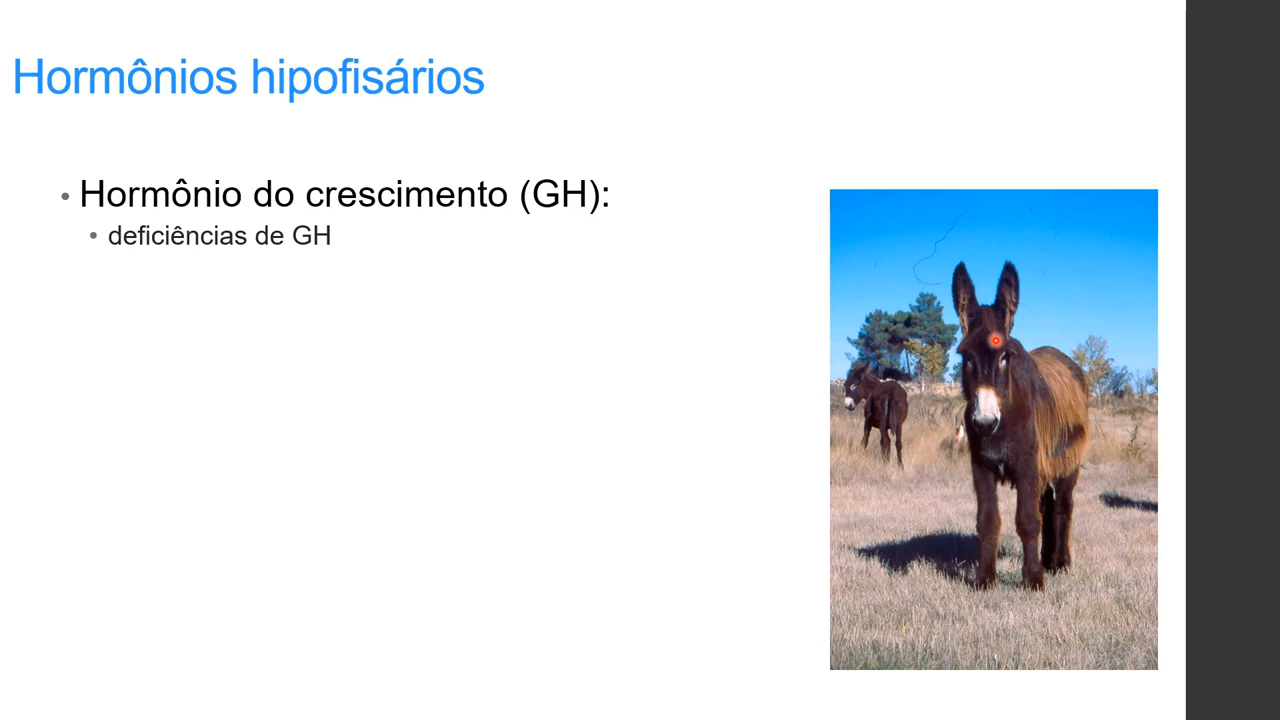 Hormônios hipofisários
• Hormônio do crescimento (GH):
• deficiências de GH